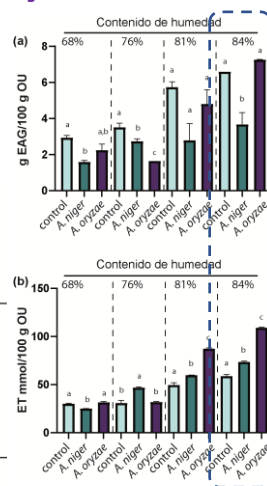 Contenido de humedad
(a) 68% 76% 81% 84%
g EAG/100 g OU
8
6
4
2
0
a b a,b a b c a a a a b a
control A. niger A. oryzae control A. niger A. oryzae control A. niger A. oryzae control A. niger A. oryzae
Contenido de humedad
(b) 68% 76% 81% 84%
ET mmol/100 g OU
150
100
50
0
a b a b a b a b c a b c
control A. niger A. oryzae control A. niger A. oryzae control A. niger A. oryzae control A. niger A. oryzae